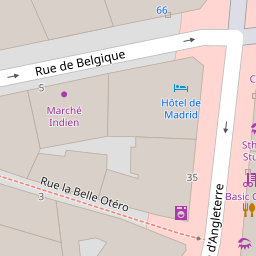 66
Rue de Belgique
5
Marché
Indien
Hôtel de
Madrid
Rue la Belle Otéro
3
35
d'Angleterre
Basic